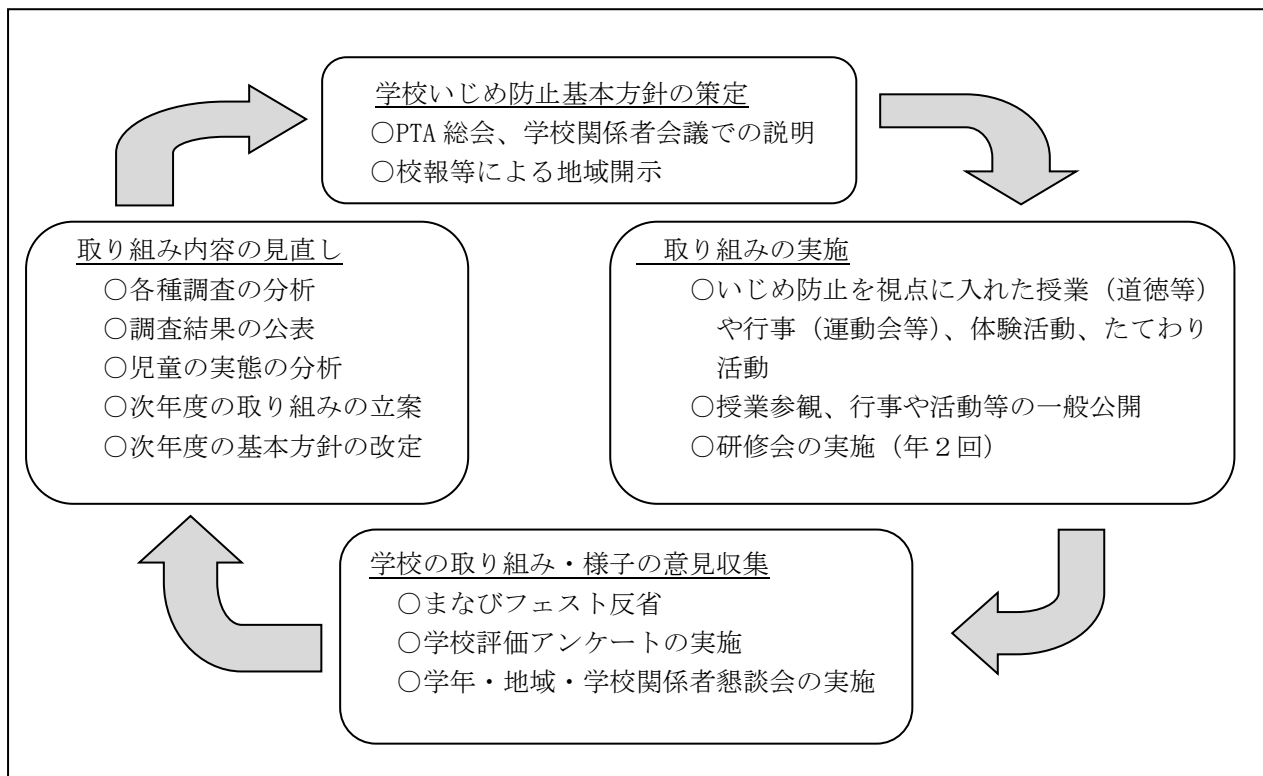 学校いじめ防止基本方針の策定
○PTA 総会、学校関係者会議での説明
○校報等による地域開示
取り組みの実施
○いじめ防止を視点に入れた授業（道徳等）
や行事（運動会等）、体験活動、たてわり
活動
○授業参観、行事や活動等の一般公開
○研修会の実施（年２回）
学校の取り組み・様子の意見収集
○まなびフェスト反省
○学校評価アンケートの実施
○学年・地域・学校関係者懇談会の実施
取り組み内容の見直し
○各種調査の分析
○調査結果の公表
○児童の実態の分析
○次年度の取り組みの立案
○次年度の基本方針の改定